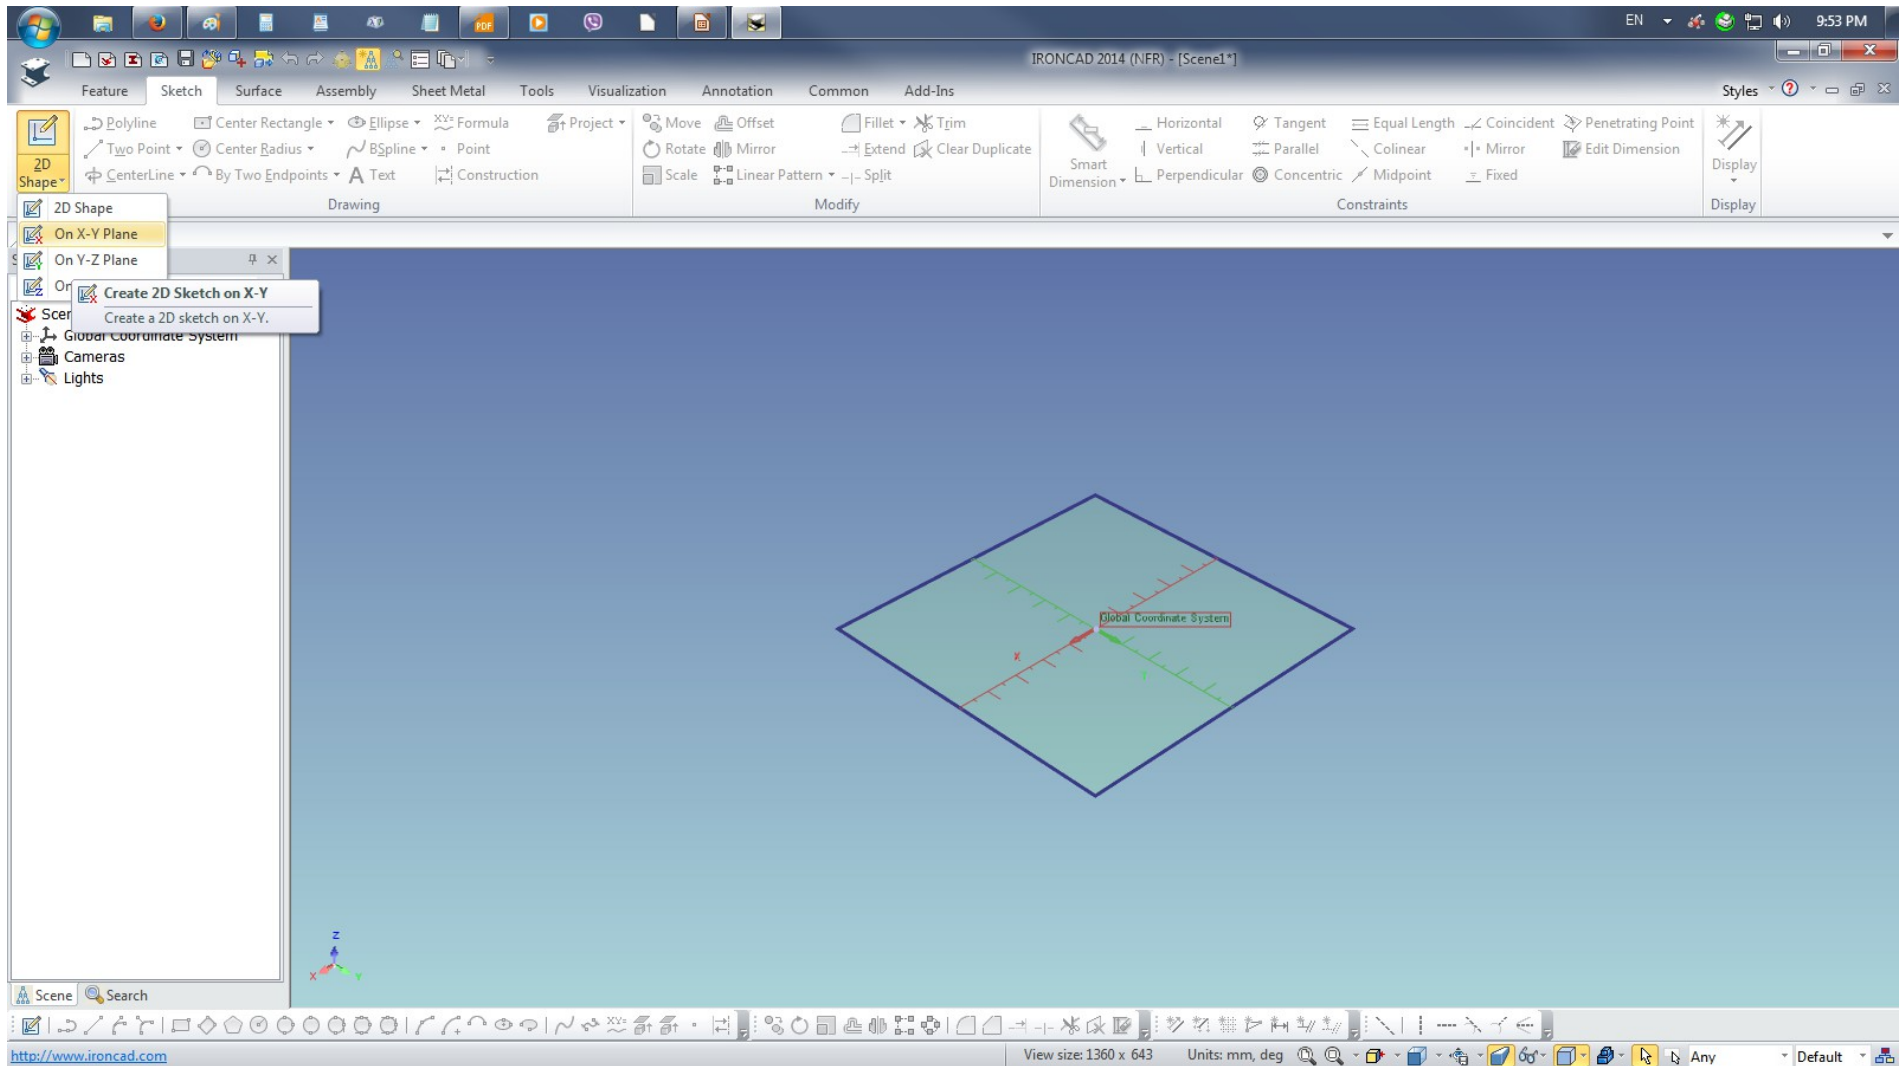 EN 9:53 PM
IRONCAD 2014 (NFR) - [Scene1*]
Feature Sketch Surface Assembly Sheet Metal Tools Visualization Annotation Common Add-Ins Styles
Polyline Center Rectangle Ellipse XY= Formula Project Move Offset Fillet Trim Horizontal Tangent Equal Length Coincident Penetrating Point
Two Point Center Radius BSpline Point Rotate Mirror Extend Clear Duplicate Vertical Parallel Colinear Mirror Edit Dimension
2D Shape CenterLine By Two Endpoints A Text Construction Scale Linear Pattern Split Smart Dimension Perpendicular Concentric Midpoint Fixed Display
Drawing Modify Constraints Display
2D Shape
On X-Y Plane
On Y-Z Plane
On
Create 2D Sketch on X-Y
Create a 2D sketch on X-Y.
Global Coordinate System
Cameras
Lights
Global Coordinate System
X
Y
Z
X Y
Scene Search
http://www.ironcad.com View size: 1360 x 643 Units: mm, deg Any Default